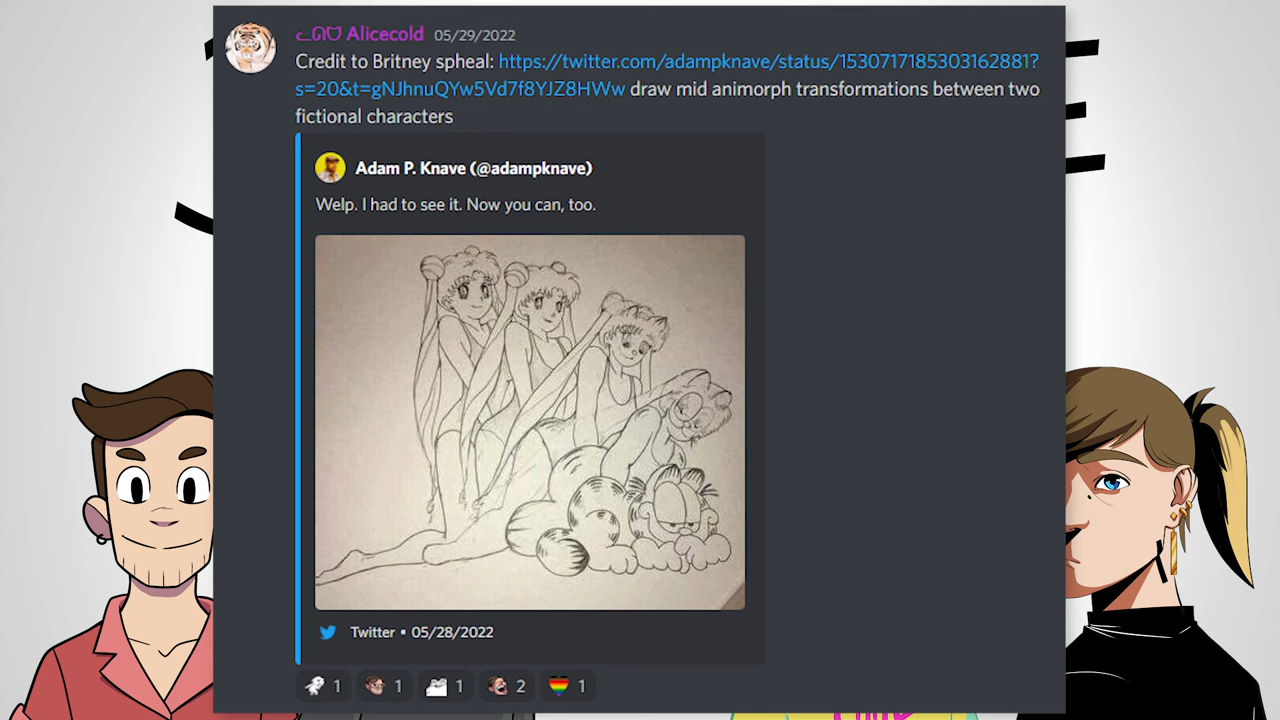 ᓚᘏᗢ Alicecold 05/29/2022
Credit to Britney spheal: https://twitter.com/adampknave/status/1530717185303162881?
s=20&t=gNJhnuQYw5Vd7f8YJZ8HWw draw mid animorph transformations between two
fictional characters
Adam P. Knave (@adampknave)
Welp. I had to see it. Now you can, too.
Twitter • 05/28/2022
1 1 1 2 1